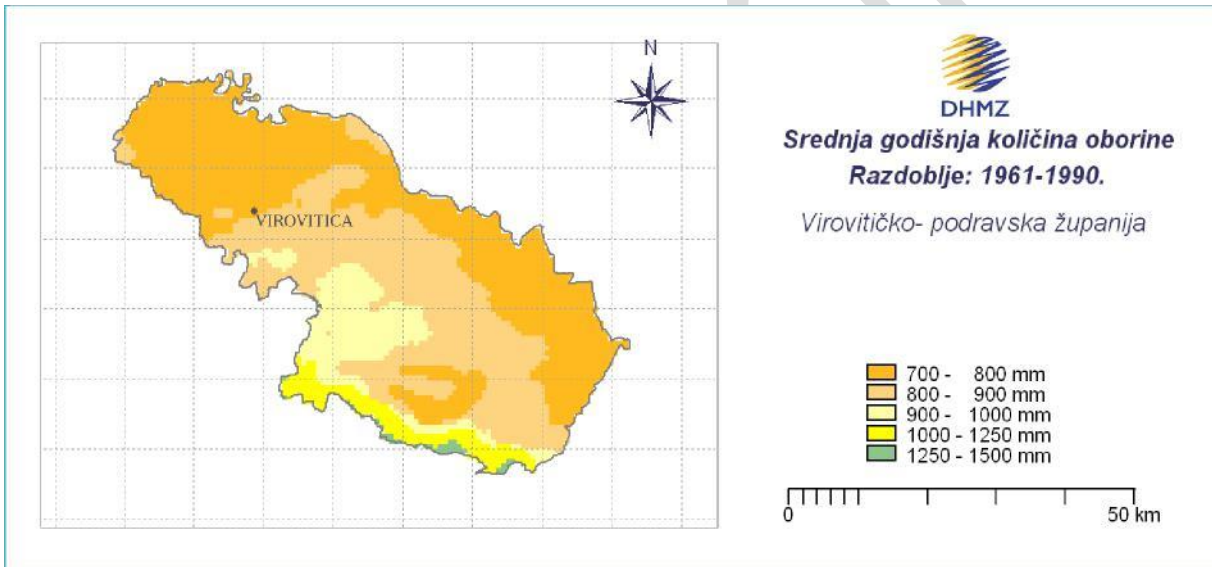 N
VIROVITICA
DHMZ
Srednja godišnja količina oborine
Razdoblje: 1961-1990.
Virovitičko- podravska županija
700 - 800 mm
800 - 900 mm
900 - 1000 mm
1000 - 1250 mm
1250 - 1500 mm
0 50 km